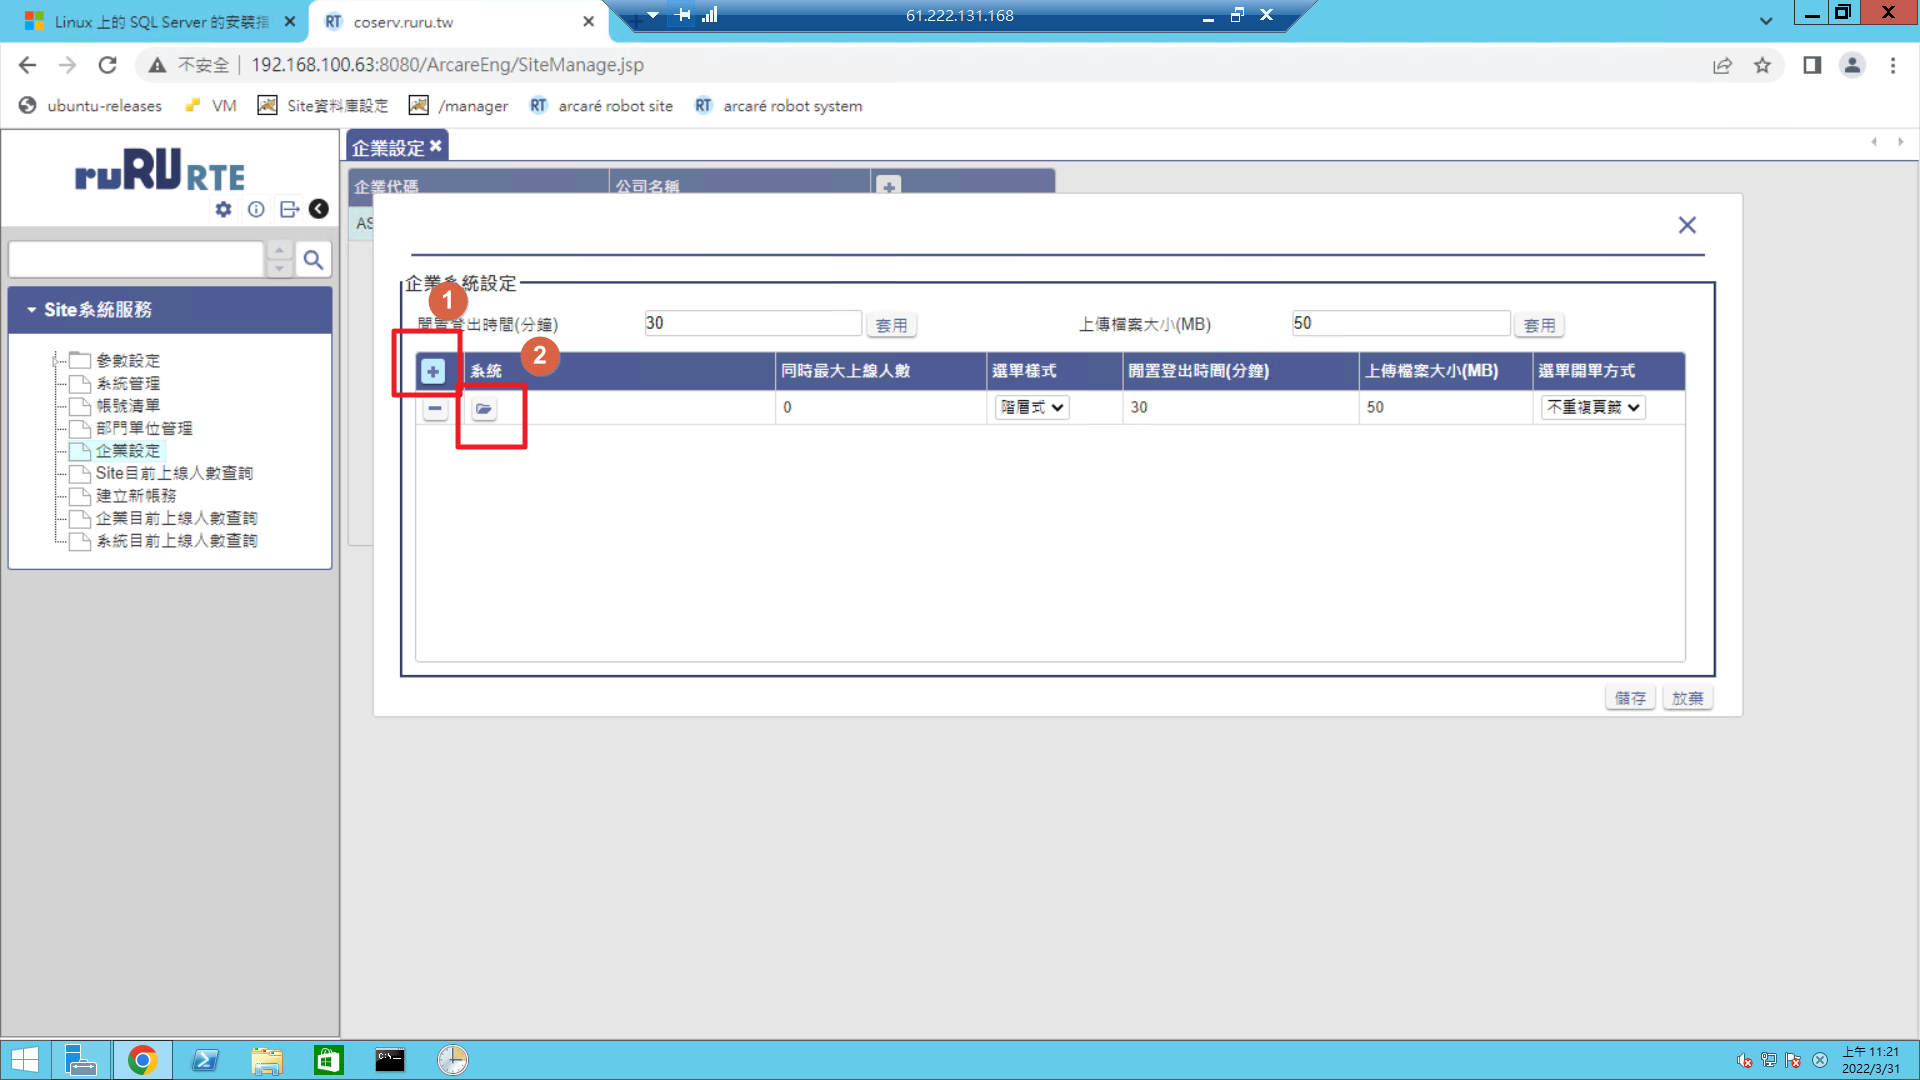 Linux 上的 SQL Server 的安裝指
coserv.ruru.tw
61.222.131.168
不安全
192.168.100.63:8080/ArcareEng/SiteManage.jsp
ubuntu-releases
VM
Site資料庫設定
/manager
RT arcaré robot site
RT arcaré robot system
ruRU RTE
企業設定
企業代碼
公司名稱
AS
Site系統服務
參數設定
系統管理
帳號清單
部門單位管理
企業設定
Site目前上線人數查詢
建立新帳務
企業目前上線人數查詢
系統目前上線人數查詢
企業系統設定
1
閒置登出時間(分鐘)
30
套用
上傳檔案大小(MB)
50
套用
2
系統
同時最大上線人數
選單樣式
閒置登出時間(分鐘)
上傳檔案大小(MB)
選單開單方式
0
階層式
30
50
不重複頁籤
儲存
放棄
上午 11:21
2022/3/31